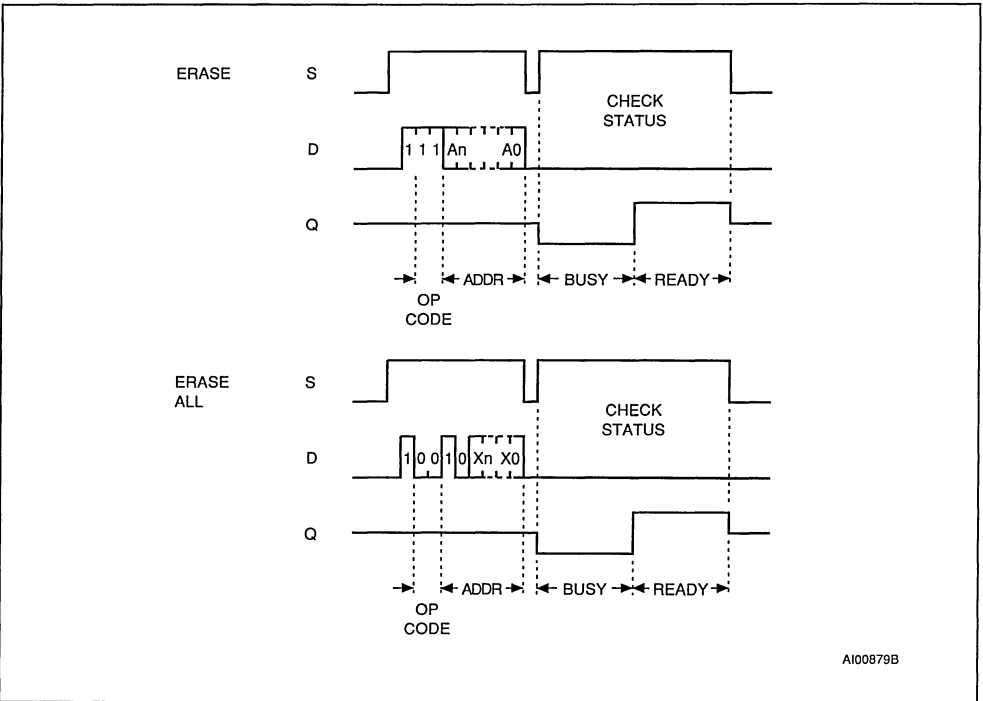 ERASE S
CHECK
STATUS
D 1 1 1 An A0
Q
ADDR BUSY READY
OP
CODE
ERASE
ALL S
CHECK
STATUS
D 1 0 0 1 0 Xn X0
Q
ADDR BUSY READY
OP
CODE
AI00879B